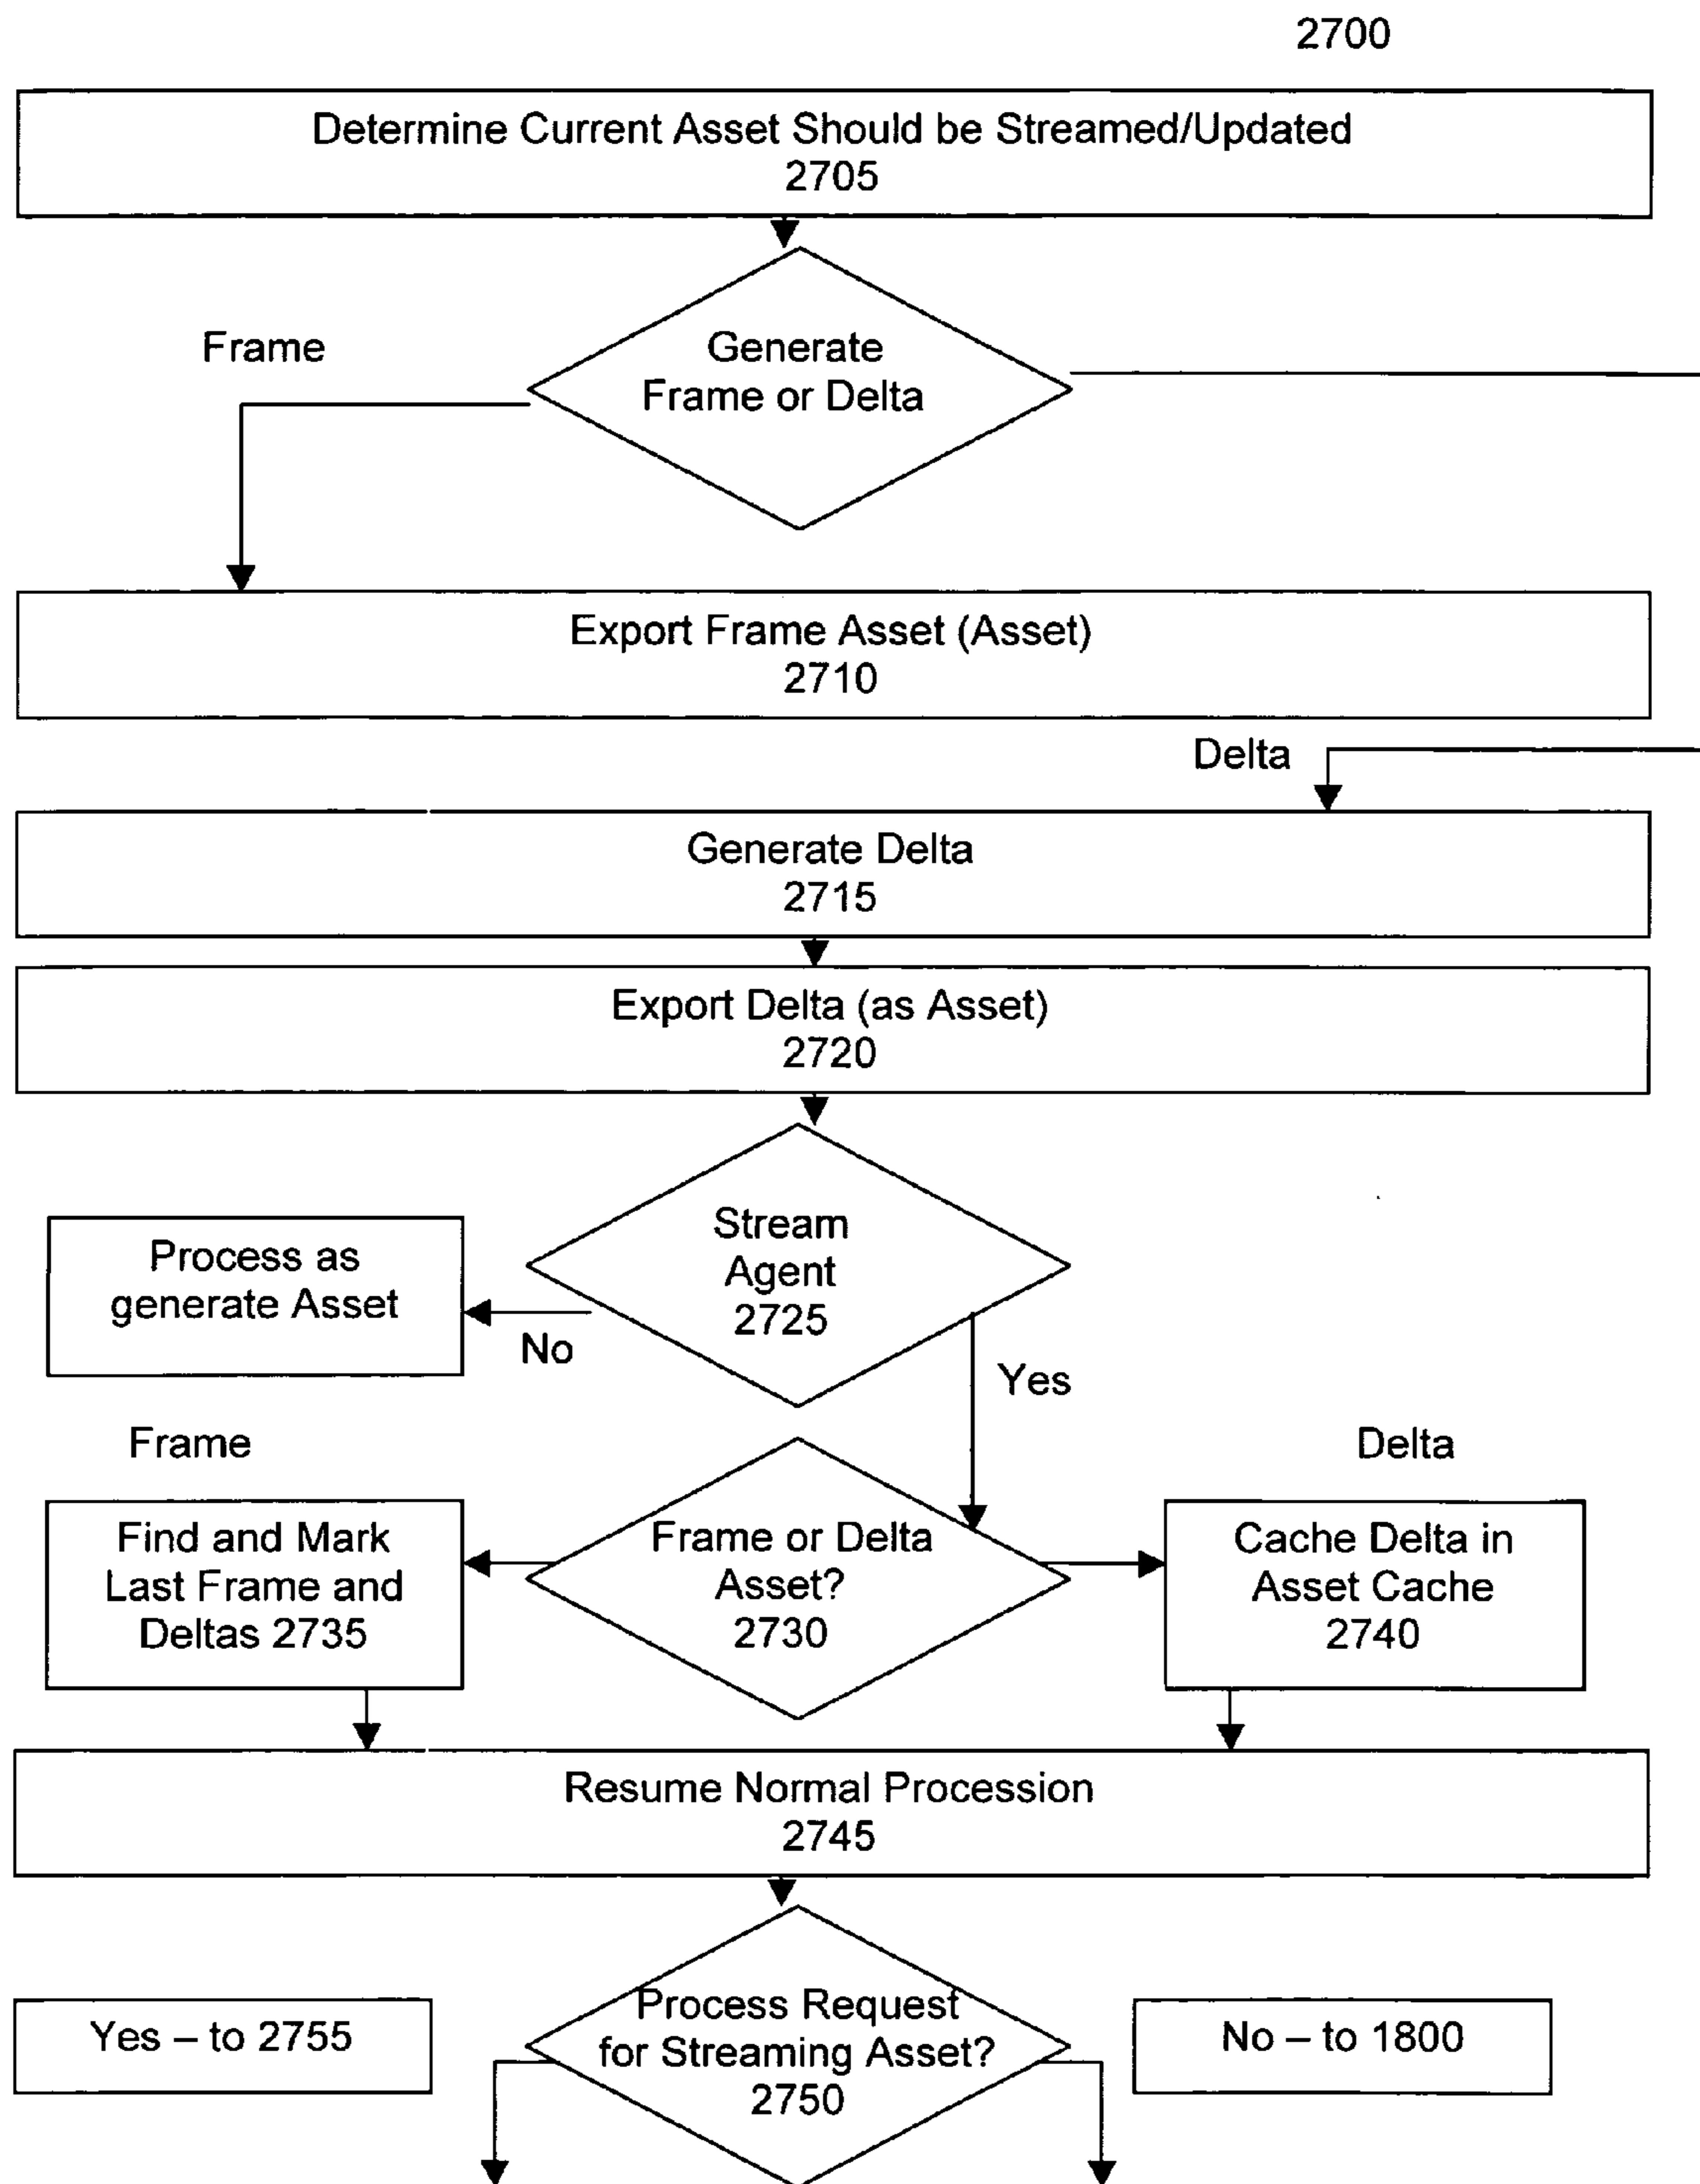 2700
Determine Current Asset Should be Streamed/Updated
2705
Frame
Generate
Frame or Delta
Export Frame Asset (Asset)
2710
Delta
Generate Delta
2715
Export Delta (as Asset)
2720
Stream
Agent
2725
Process as
generate Asset
No
Yes
Frame
Delta
Find and Mark
Last Frame and
Deltas 2735
Frame or Delta
Asset?
2730
Cache Delta in
Asset Cache
2740
Resume Normal Procession
2745
Yes – to 2755
Process Request
for Streaming Asset?
2750
No – to 1800